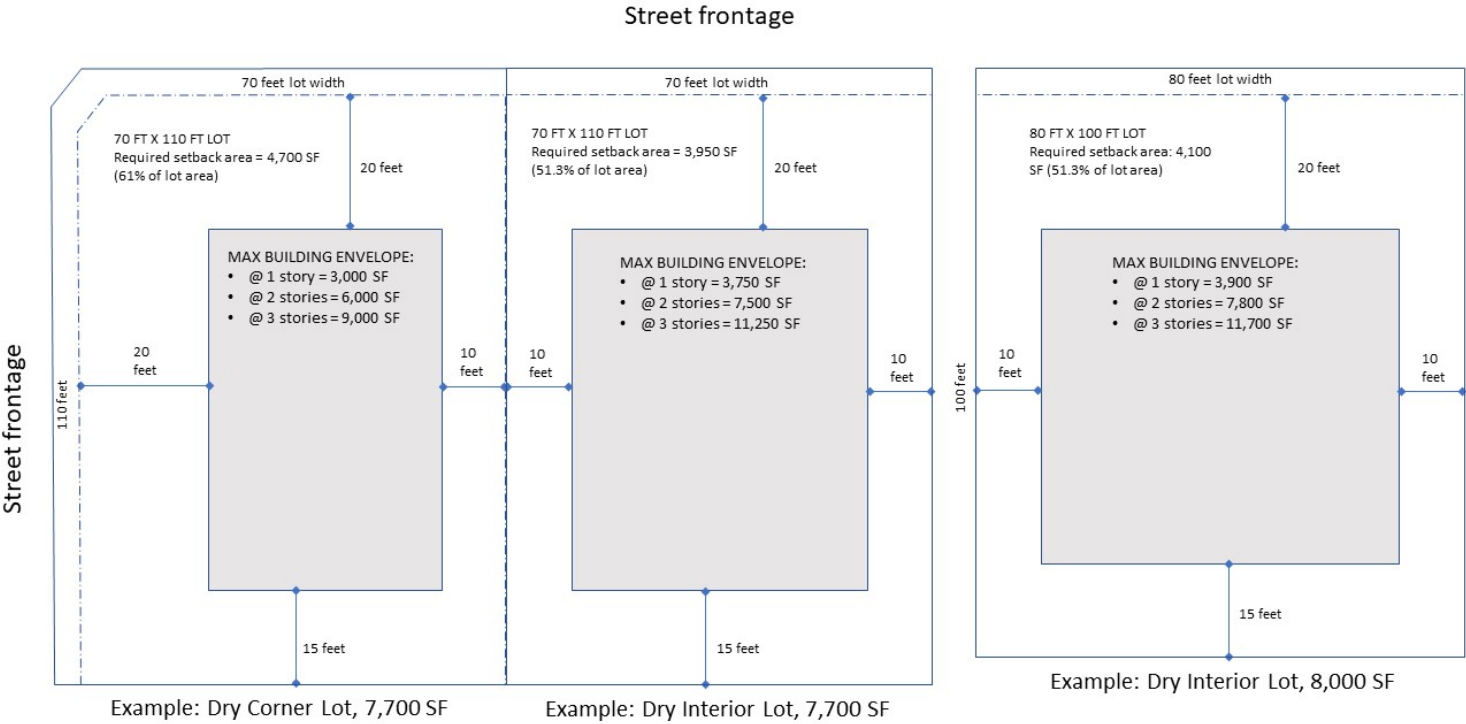 Street frontage
Street frontage
70 feet lot width
70 FT X 110 FT LOT
Required setback area = 4,700 SF
(61% of lot area)
20 feet
MAX BUILDING ENVELOPE:
• @ 1 story = 3,000 SF
• @ 2 stories = 6,000 SF
• @ 3 stories = 9,000 SF
20
feet
10
feet
110 feet
15 feet
Example: Dry Corner Lot, 7,700 SF
70 feet lot width
70 FT X 110 FT LOT
Required setback area = 3,950 SF
(51.3% of lot area)
20 feet
MAX BUILDING ENVELOPE:
• @ 1 story = 3,750 SF
• @ 2 stories = 7,500 SF
• @ 3 stories = 11,250 SF
10
feet
10
feet
15 feet
Example: Dry Interior Lot, 7,700 SF
80 feet lot width
80 FT X 100 FT LOT
Required setback area: 4,100
SF (51.3% of lot area)
20 feet
MAX BUILDING ENVELOPE:
• @ 1 story = 3,900 SF
• @ 2 stories = 7,800 SF
• @ 3 stories = 11,700 SF
100 feet
10
feet
10
feet
15 feet
Example: Dry Interior Lot, 8,000 SF